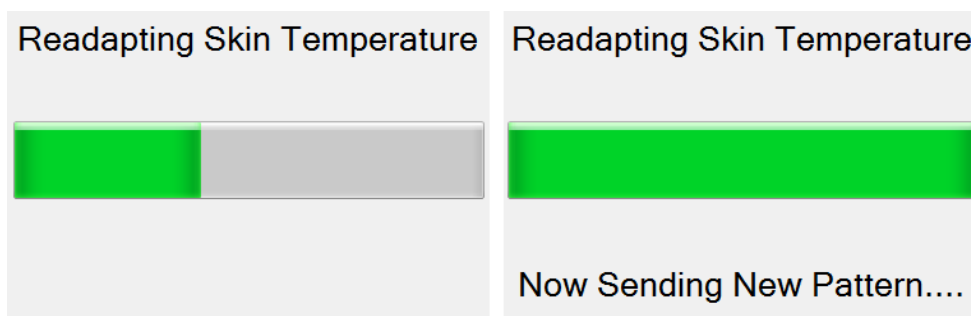 Readapting Skin Temperature
Readapting Skin Temperature
Now Sending New Pattern....